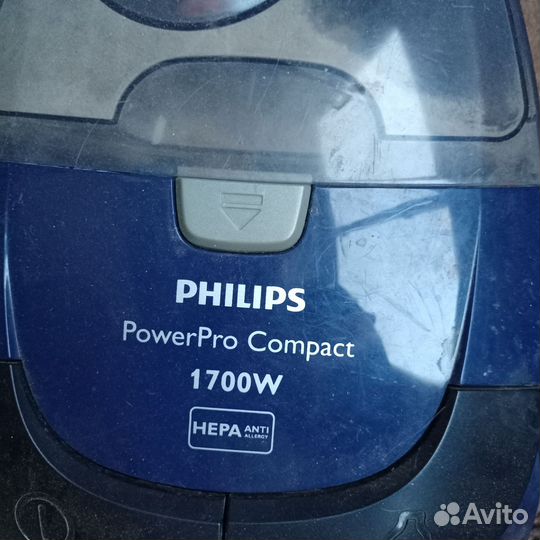 PHILIPS
PowerPro Compact
1700W
HEPA ANTI
ALLERGY
Avito